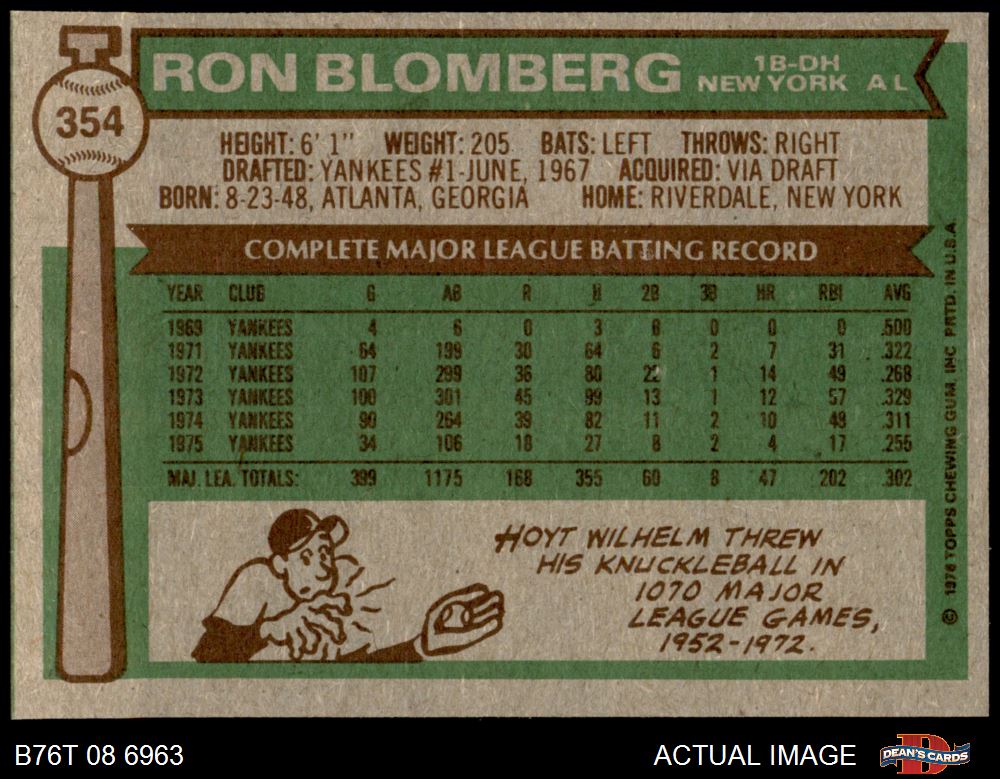 354
RON BLOMBERG
1B-DH
NEW YORK A L
HEIGHT: 6' 1" WEIGHT: 205 BATS: LEFT THROWS: RIGHT
DRAFTED: YANKEES #1-JUNE, 1967 ACQUIRED: VIA DRAFT
BORN: 8-23-48, ATLANTA, GEORGIA HOME: RIVERDALE, NEW YORK
COMPLETE MAJOR LEAGUE BATTING RECORD
YEAR CLUB G AB R H 2B 3B HR RBI AVG
1969 YANKEES 4 6 0 3 0 0 0 0 .500
1971 YANKEES 64 199 30 64 6 2 7 31 .322
1972 YANKEES 107 299 36 80 22 1 14 49 .268
1973 YANKEES 100 301 45 99 13 1 12 57 .329
1974 YANKEES 90 264 39 82 11 2 10 48 .311
1975 YANKEES 34 106 18 27 8 2 4 17 .255
MAJ. LEA. TOTALS: 399 1175 168 355 60 8 47 202 .302
HOYT WILHELM THREW
HIS KNUCKLEBALL IN
1070 MAJOR
LEAGUE GAMES,
1952-1972.
© 1976 TOPPS CHEWING GUM, INC. PRTD. IN U.S.A.
B76T 08 6963
ACTUAL IMAGE
DEAN'S CARDS